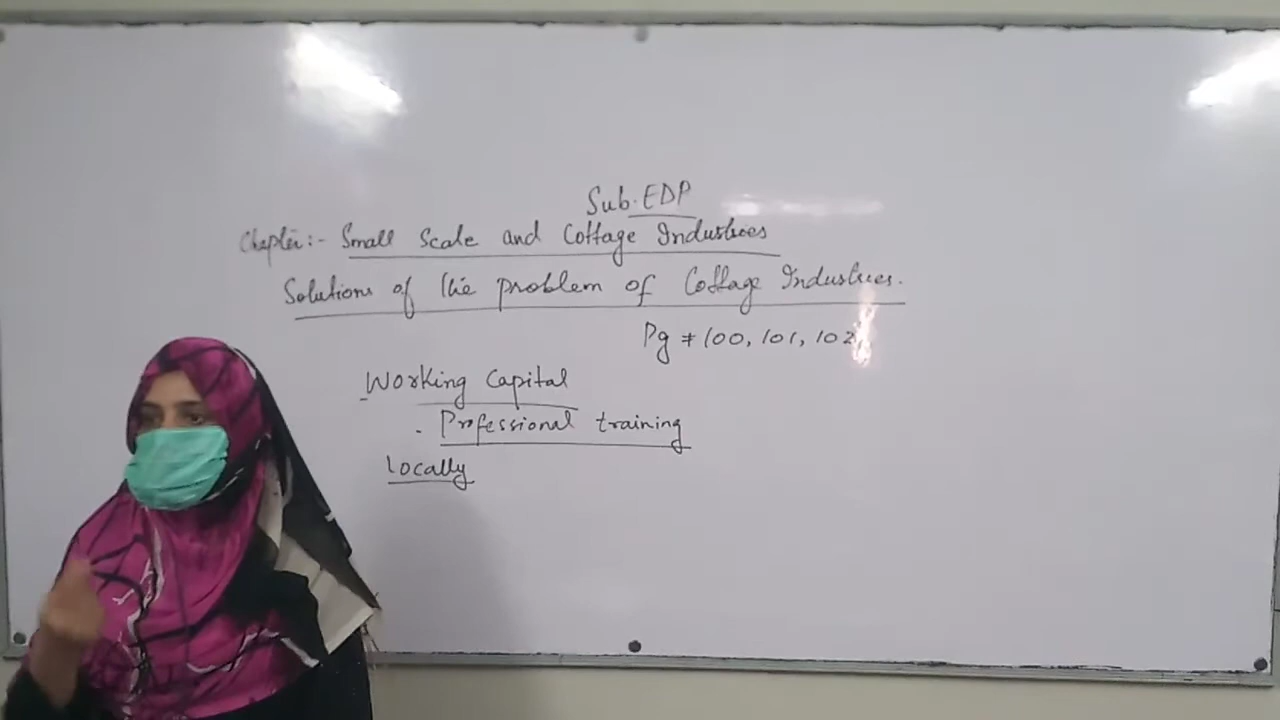 Sub. EDP
Chapter:- Small Scale and Cottage Industries
Solutions of the problem of Cottage Industries.
Pg # 100, 101, 102
Working Capital
- Professional training
Locally